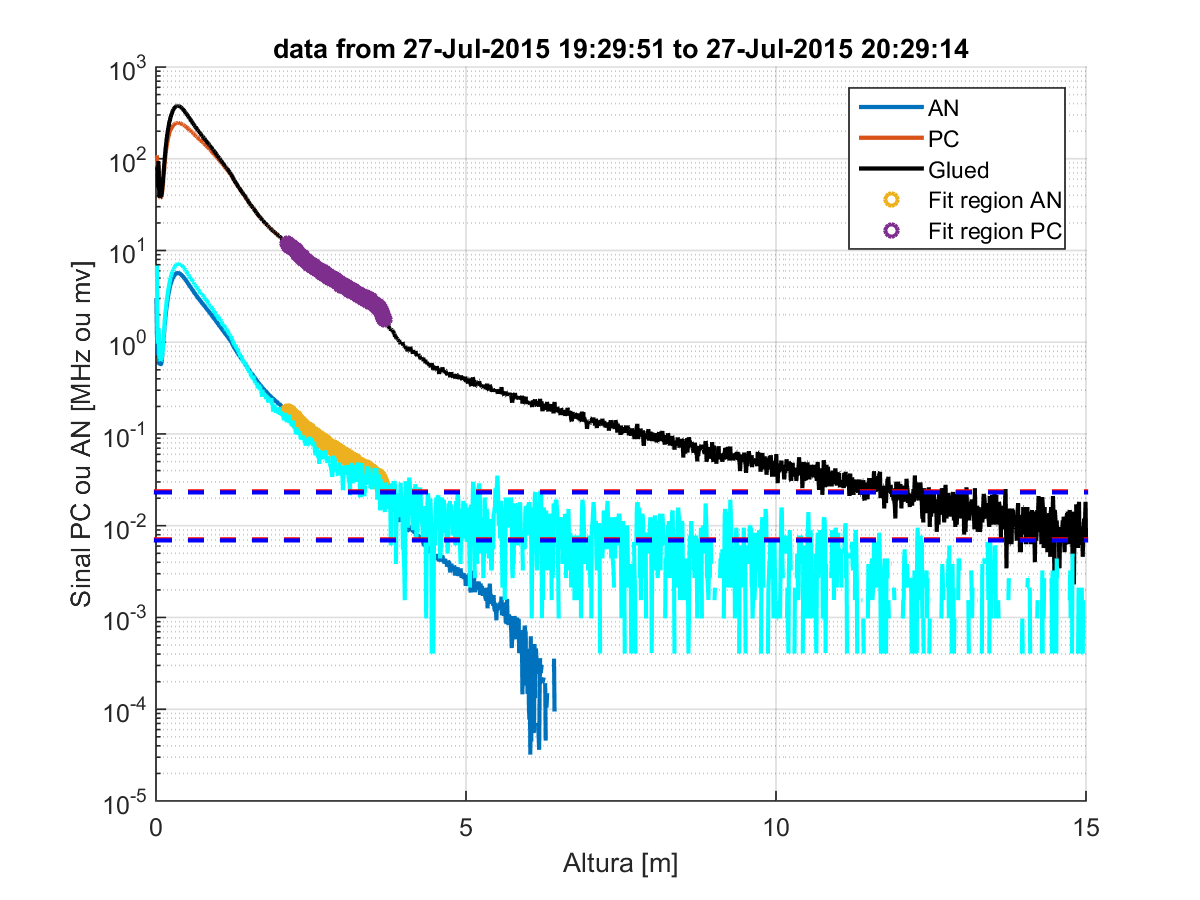 data from 27-Jul-2015 19:29:51 to 27-Jul-2015 20:29:14
AN
PC
Glued
Fit region AN
Fit region PC
Sinal PC ou AN [MHz ou mv]
10^3
10^2
10^1
10^0
10^-1
10^-2
10^-3
10^-4
10^-5
0 5 10 15
Altura [m]